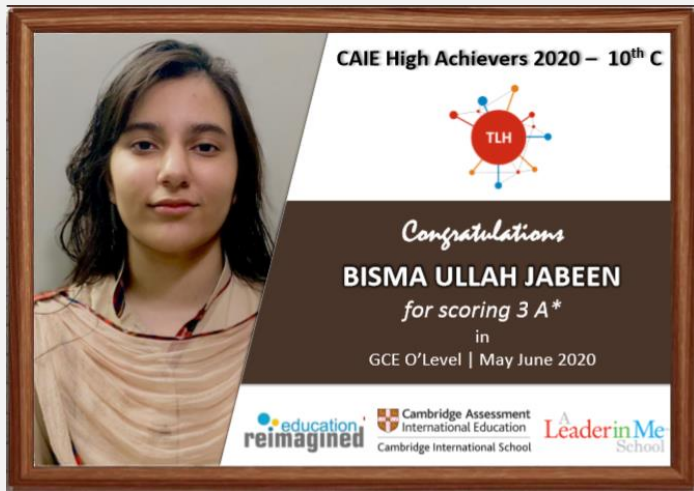 CAIE High Achievers 2020 – 10th C
TLH
Congratulations
BISMA ULLAH JABEEN
for scoring 3 A*
in
GCE O'Level | May June 2020
education
reimagined
Cambridge Assessment
International Education
Cambridge International School
A
Leader in Me
School